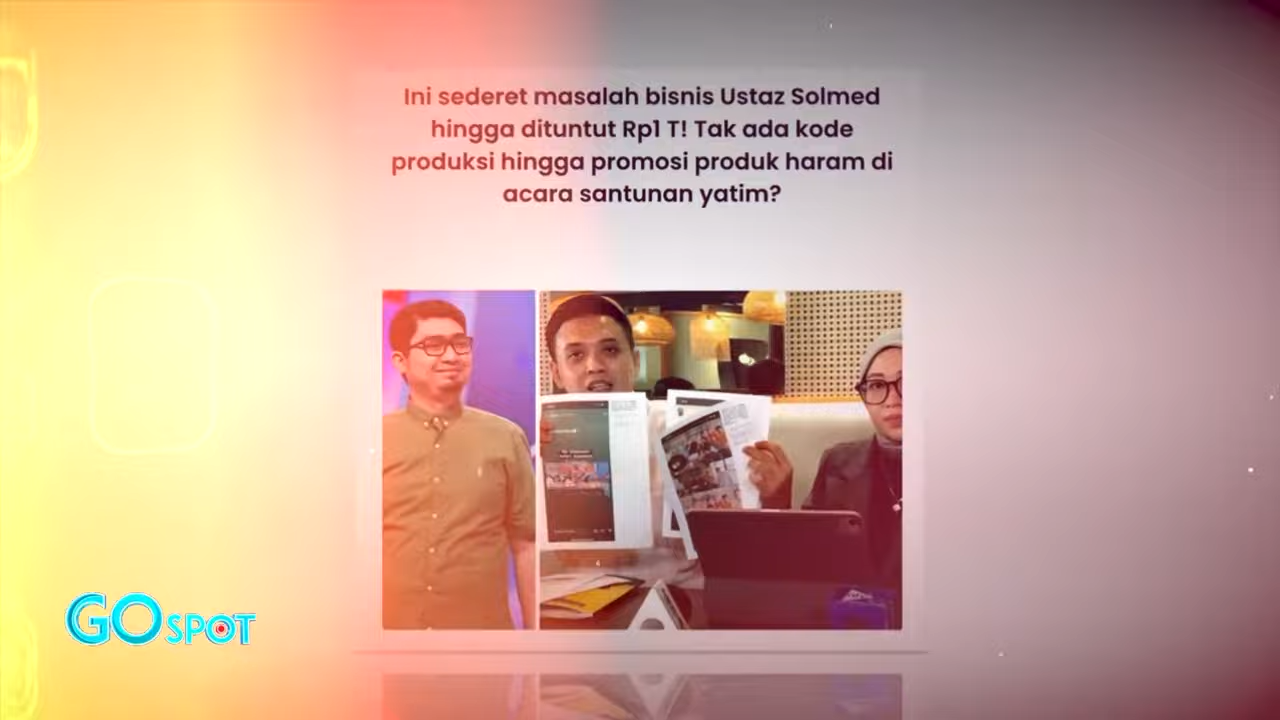 Ini sederet masalah bisnis Ustaz Solmed
hingga dituntut Rp1 T! Tak ada kode
produksi hingga promosi produk haram di
acara santunan yatim?
GO SPOT